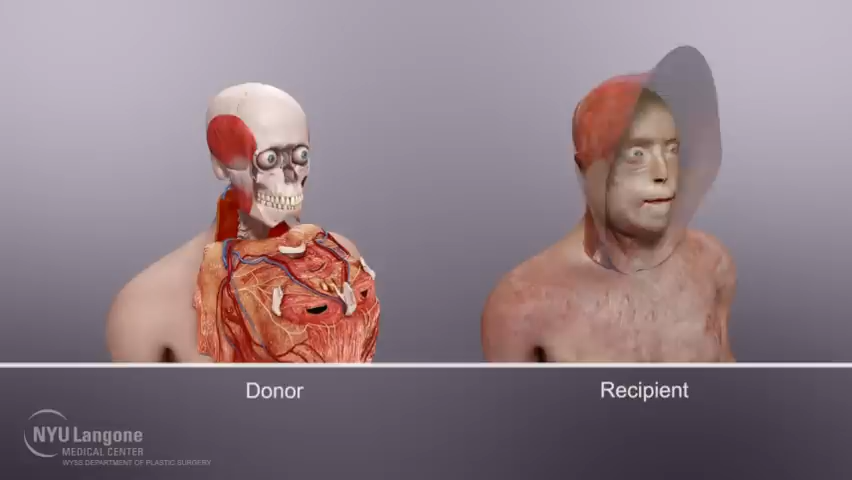 Donor
Recipient
NYU Langone
MEDICAL CENTER
WYSS DEPARTMENT OF PLASTIC SURGERY